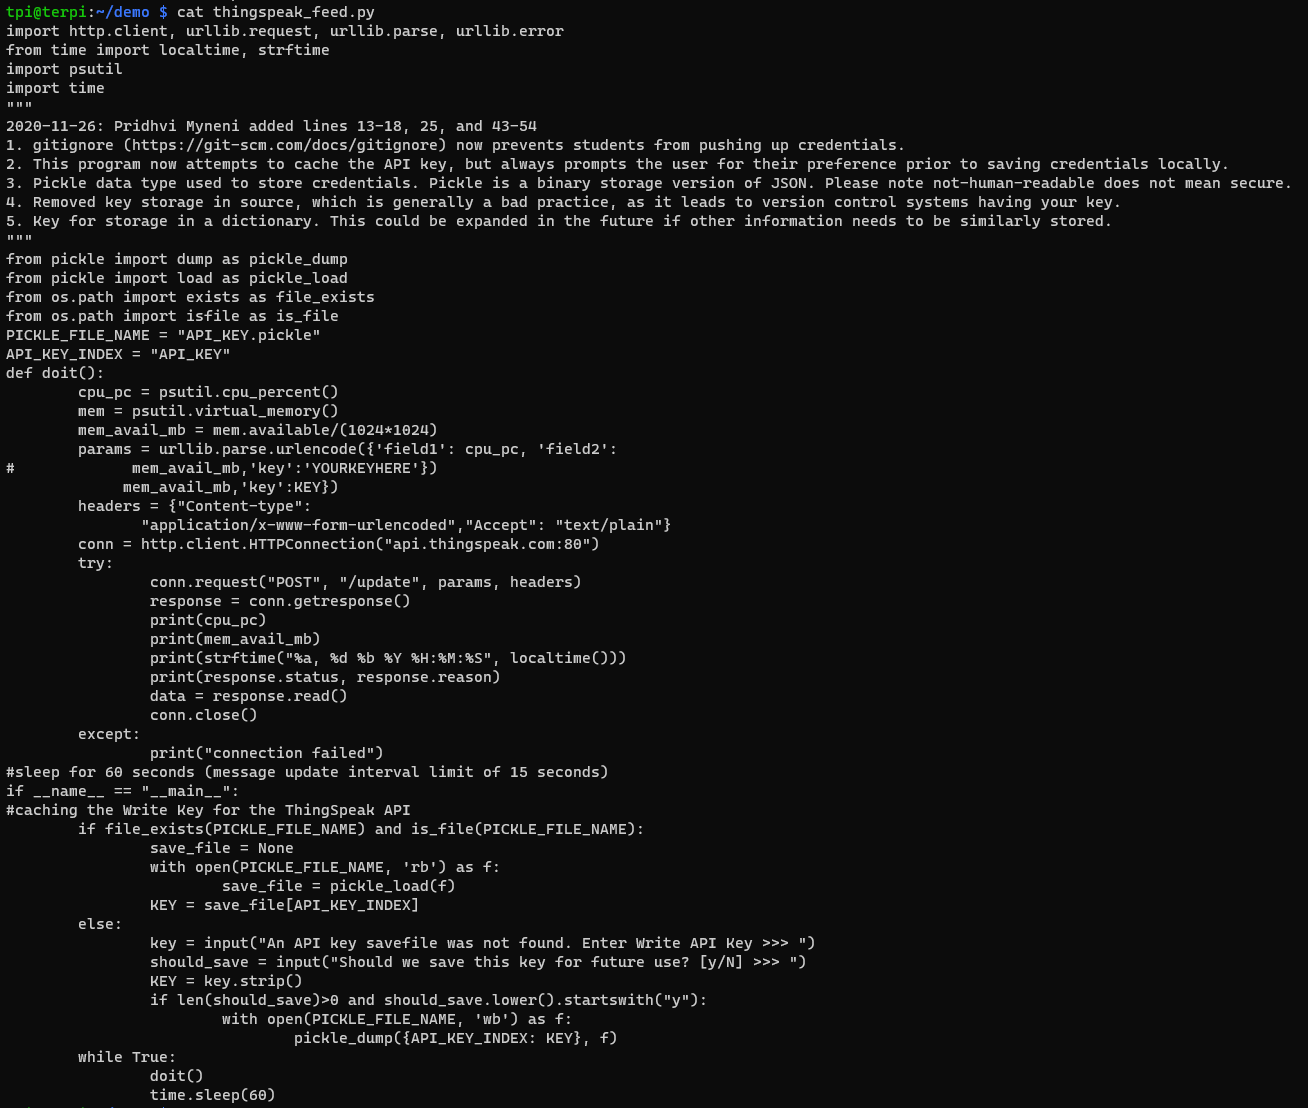 tpi@terpi:~/demo $ cat thingspeak_feed.py
import http.client, urllib.request, urllib.parse, urllib.error
from time import localtime, strftime
import psutil
import time
"""
2020-11-26: Pridhvi Myneni added lines 13-18, 25, and 43-54
1. gitignore (https://git-scm.com/docs/gitignore) now prevents students from pushing up credentials.
2. This program now attempts to cache the API key, but always prompts the user for their preference prior to saving credentials locally.
3. Pickle data type used to store credentials. Pickle is a binary storage version of JSON. Please note not-human-readable does not mean secure.
4. Removed key storage in source, which is generally a bad practice, as it leads to version control systems having your key.
5. Key for storage in a dictionary. This could be expanded in the future if other information needs to be similarly stored.
"""
from pickle import dump as pickle_dump
from pickle import load as pickle_load
from os.path import exists as file_exists
from os.path import isfile as is_file
PICKLE_FILE_NAME = "API_KEY.pickle"
API_KEY_INDEX = "API_KEY"
def doit():
        cpu_pc = psutil.cpu_percent()
        mem = psutil.virtual_memory()
        mem_avail_mb = mem.available/(1024*1024)
        params = urllib.parse.urlencode({'field1': cpu_pc, 'field2':
#             mem_avail_mb,'key':'YOURKEYHERE'})
             mem_avail_mb,'key':KEY})
        headers = {"Content-type":
               "application/x-www-form-urlencoded","Accept": "text/plain"}
        conn = http.client.HTTPConnection("api.thingspeak.com:80")
        try:
                conn.request("POST", "/update", params, headers)
                response = conn.getresponse()
                print(cpu_pc)
                print(mem_avail_mb)
                print(strftime("%a, %d %b %Y %H:%M:%S", localtime()))
                print(response.status, response.reason)
                data = response.read()
                conn.close()
        except:
                print("connection failed")
#sleep for 60 seconds (message update interval limit of 15 seconds)
if __name__ == "__main__":
#caching the Write Key for the ThingSpeak API
        if file_exists(PICKLE_FILE_NAME) and is_file(PICKLE_FILE_NAME):
                save_file = None
                with open(PICKLE_FILE_NAME, 'rb') as f:
                        save_file = pickle_load(f)
                KEY = save_file[API_KEY_INDEX]
        else:
                key = input("An API key savefile was not found. Enter Write API Key >>> ")
                should_save = input("Should we save this key for future use? [y/N] >>> ")
                KEY = key.strip()
                if len(should_save)>0 and should_save.lower().startswith("y"):
                        with open(PICKLE_FILE_NAME, 'wb') as f:
                                pickle_dump({API_KEY_INDEX: KEY}, f)
        while True:
                doit()
                time.sleep(60)